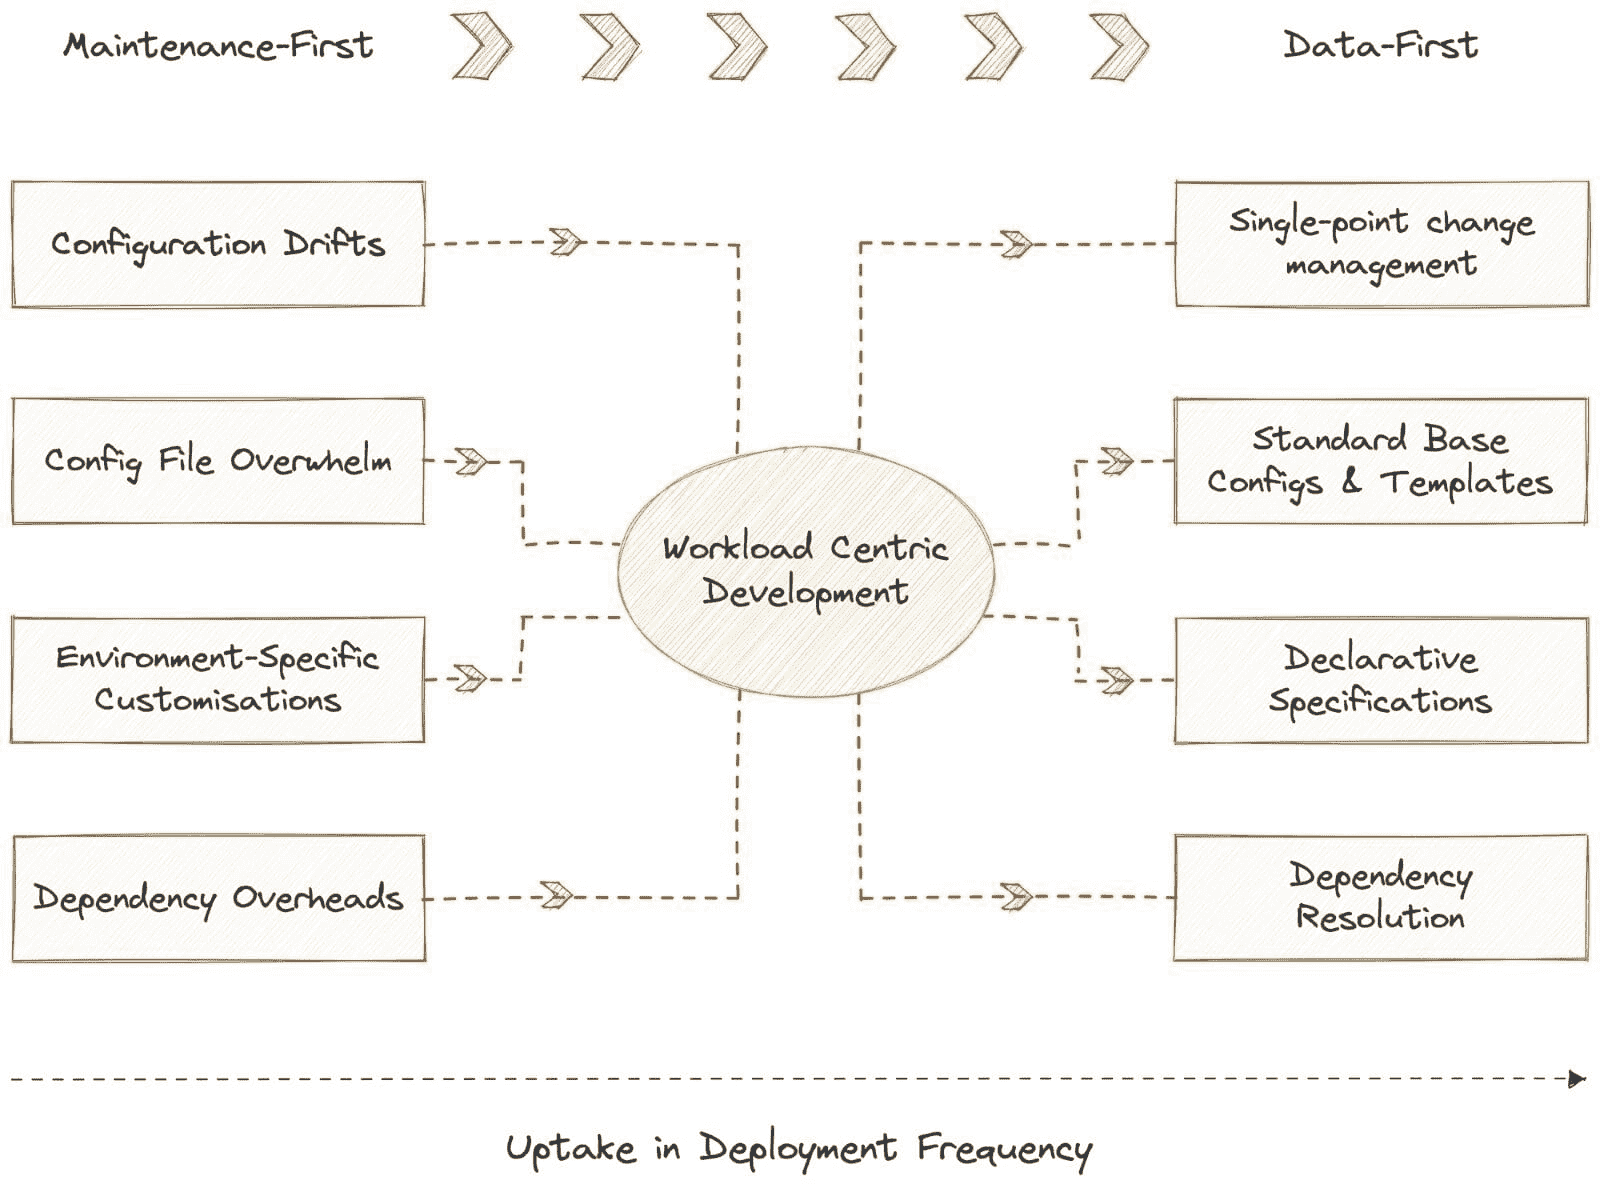 Maintenance-First
Data-First
Configuration Drifts
Single-point change
management
Config File Overwhelm
Standard Base
Configs & Templates
Workload Centric
Development
Environment-Specific
Customisations
Declarative
Specifications
Dependency Overheads
Dependency
Resolution
Uptake in Deployment Frequency